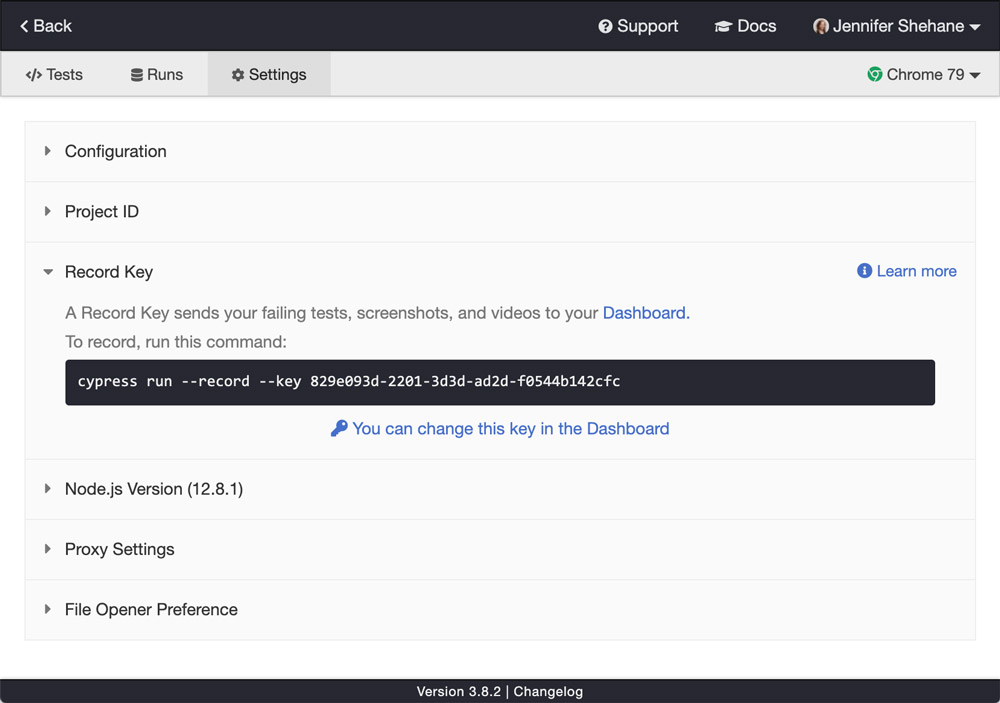 Back Support Docs Jennifer Shehane
Tests Runs Settings Chrome 79
Configuration
Project ID
Record Key Learn more
A Record Key sends your failing tests, screenshots, and videos to your Dashboard.
To record, run this command:
cypress run --record --key 829e093d-2201-3d3d-ad2d-f0544b142cfc
You can change this key in the Dashboard
Node.js Version (12.8.1)
Proxy Settings
File Opener Preference
Version 3.8.2 | Changelog